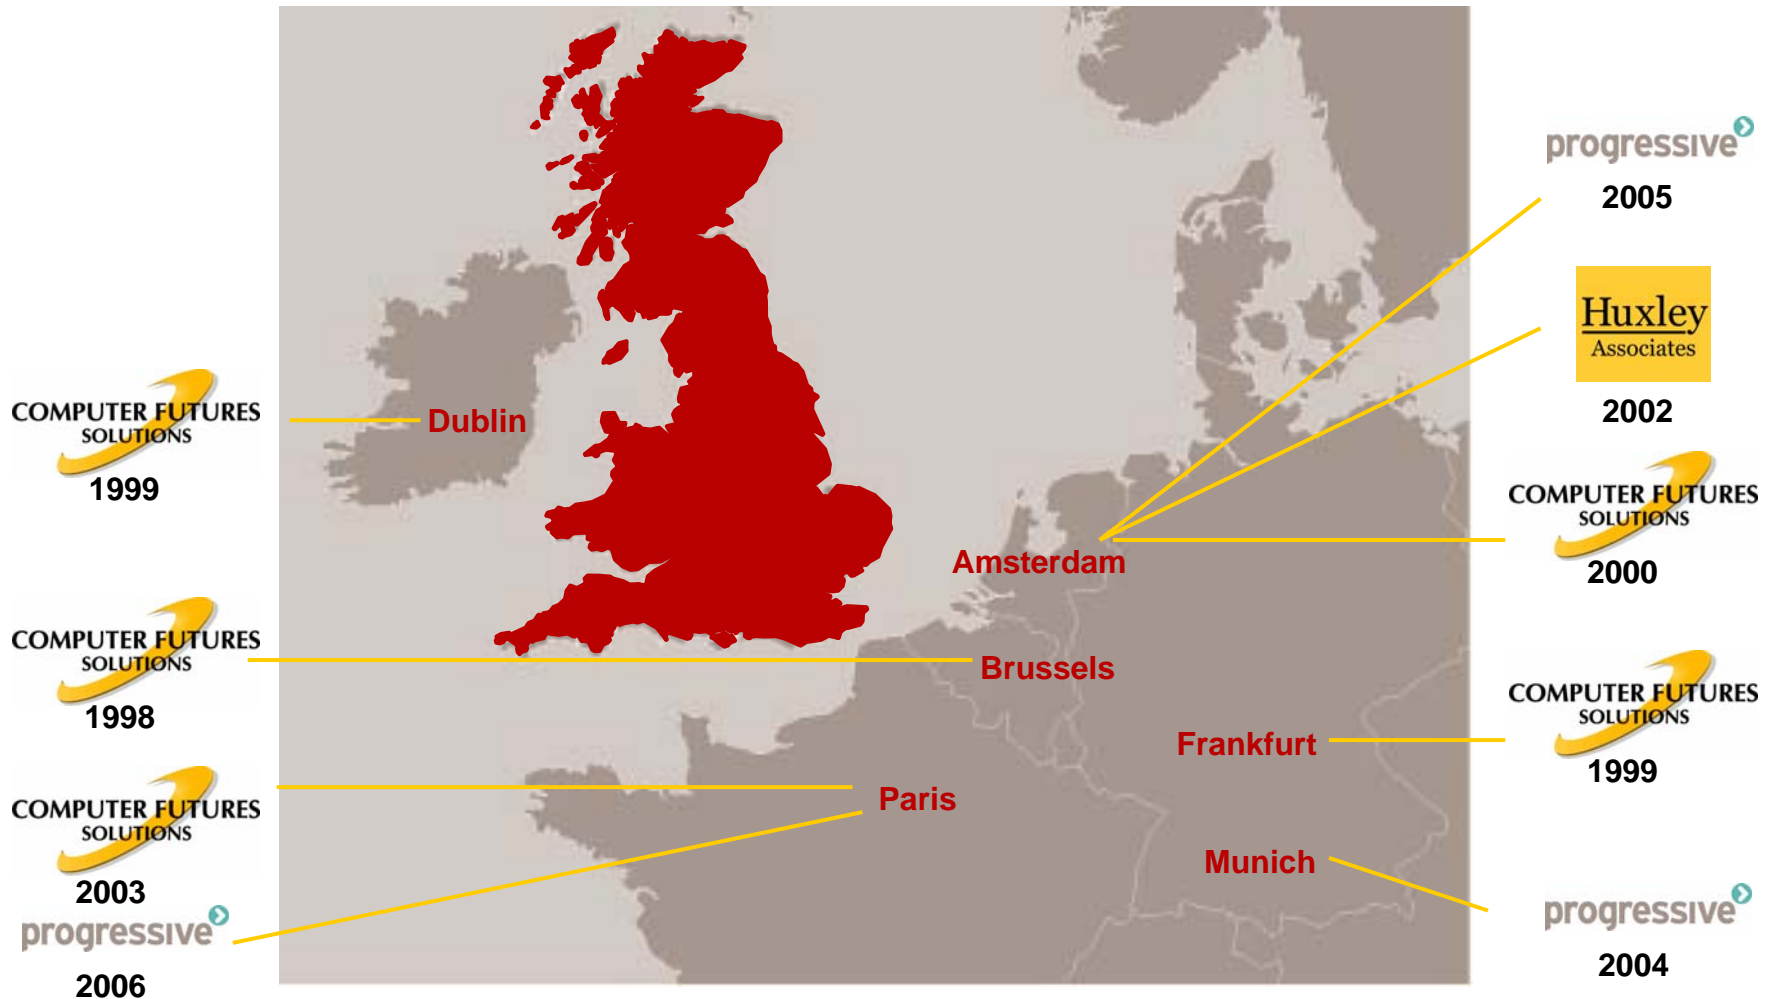 COMPUTER FUTURES
SOLUTIONS
1999
COMPUTER FUTURES
SOLUTIONS
1998
COMPUTER FUTURES
SOLUTIONS
2003
progressive
2006
Dublin
Amsterdam
Brussels
Frankfurt
Paris
Munich
progressive
2005
Huxley
Associates
2002
COMPUTER FUTURES
SOLUTIONS
2000
COMPUTER FUTURES
SOLUTIONS
1999
progressive
2004